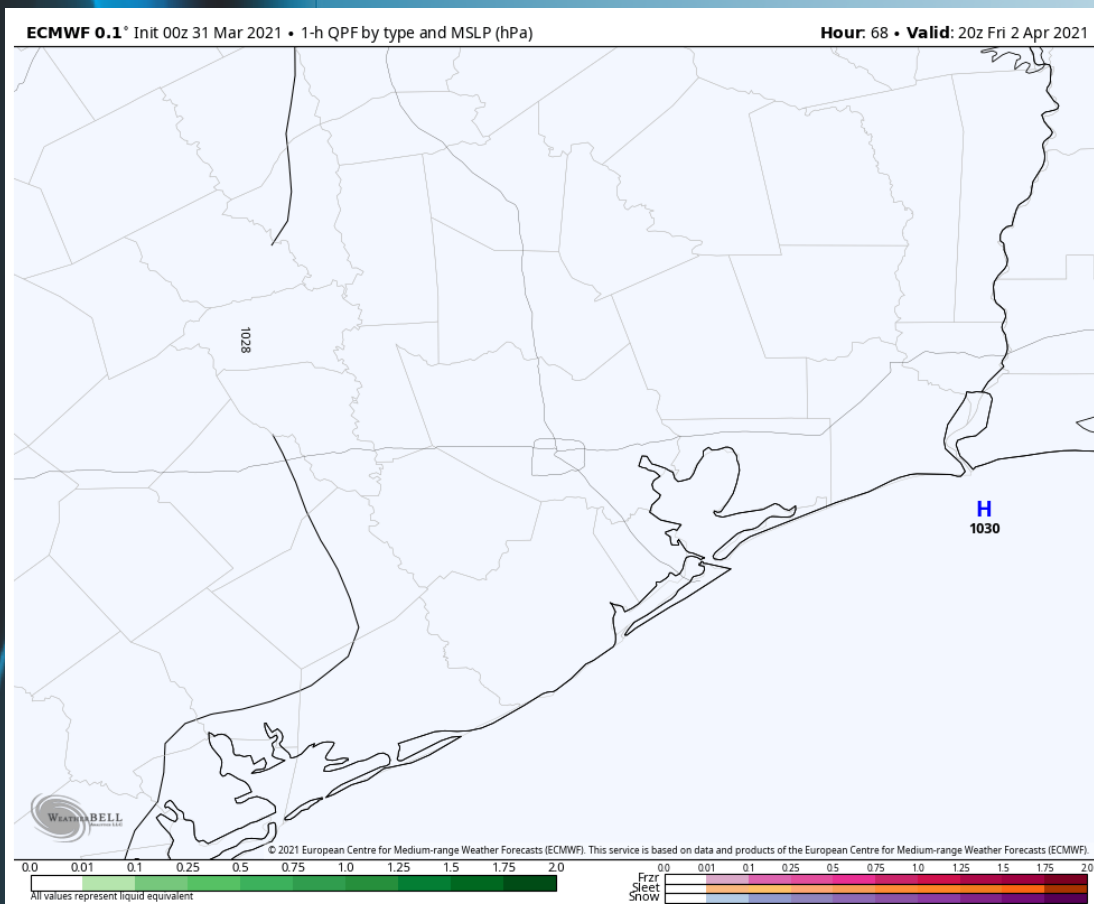 ECMWF 0.1° Init 00z 31 Mar 2021 • 1-h QPF by type and MSLP (hPa)
Hour: 68 • Valid: 20z Fri 2 Apr 2021
1028
H
1030
WEATHERBELL
© 2021 European Centre for Medium-range Weather Forecasts (ECMWF). This service is based on data and products of the European Centre for Medium-range Weather Forecasts (ECMWF).
0.0 0.01 0.1 0.25 0.5 0.75 1.0 1.25 1.5 1.75 2.0
All values represent liquid equivalent
0.0 0.01 0.1 0.25 0.5 0.75 1.0 1.25 1.5 1.75 2.0
Frzr
Sleet
Snow